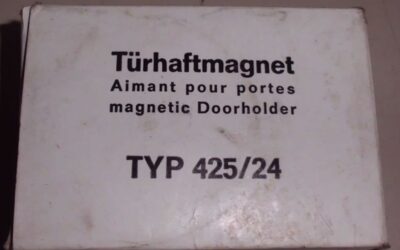 Türhaftmagnet
Aimant pour portes
magnetic Doorholder
TYP 425/24